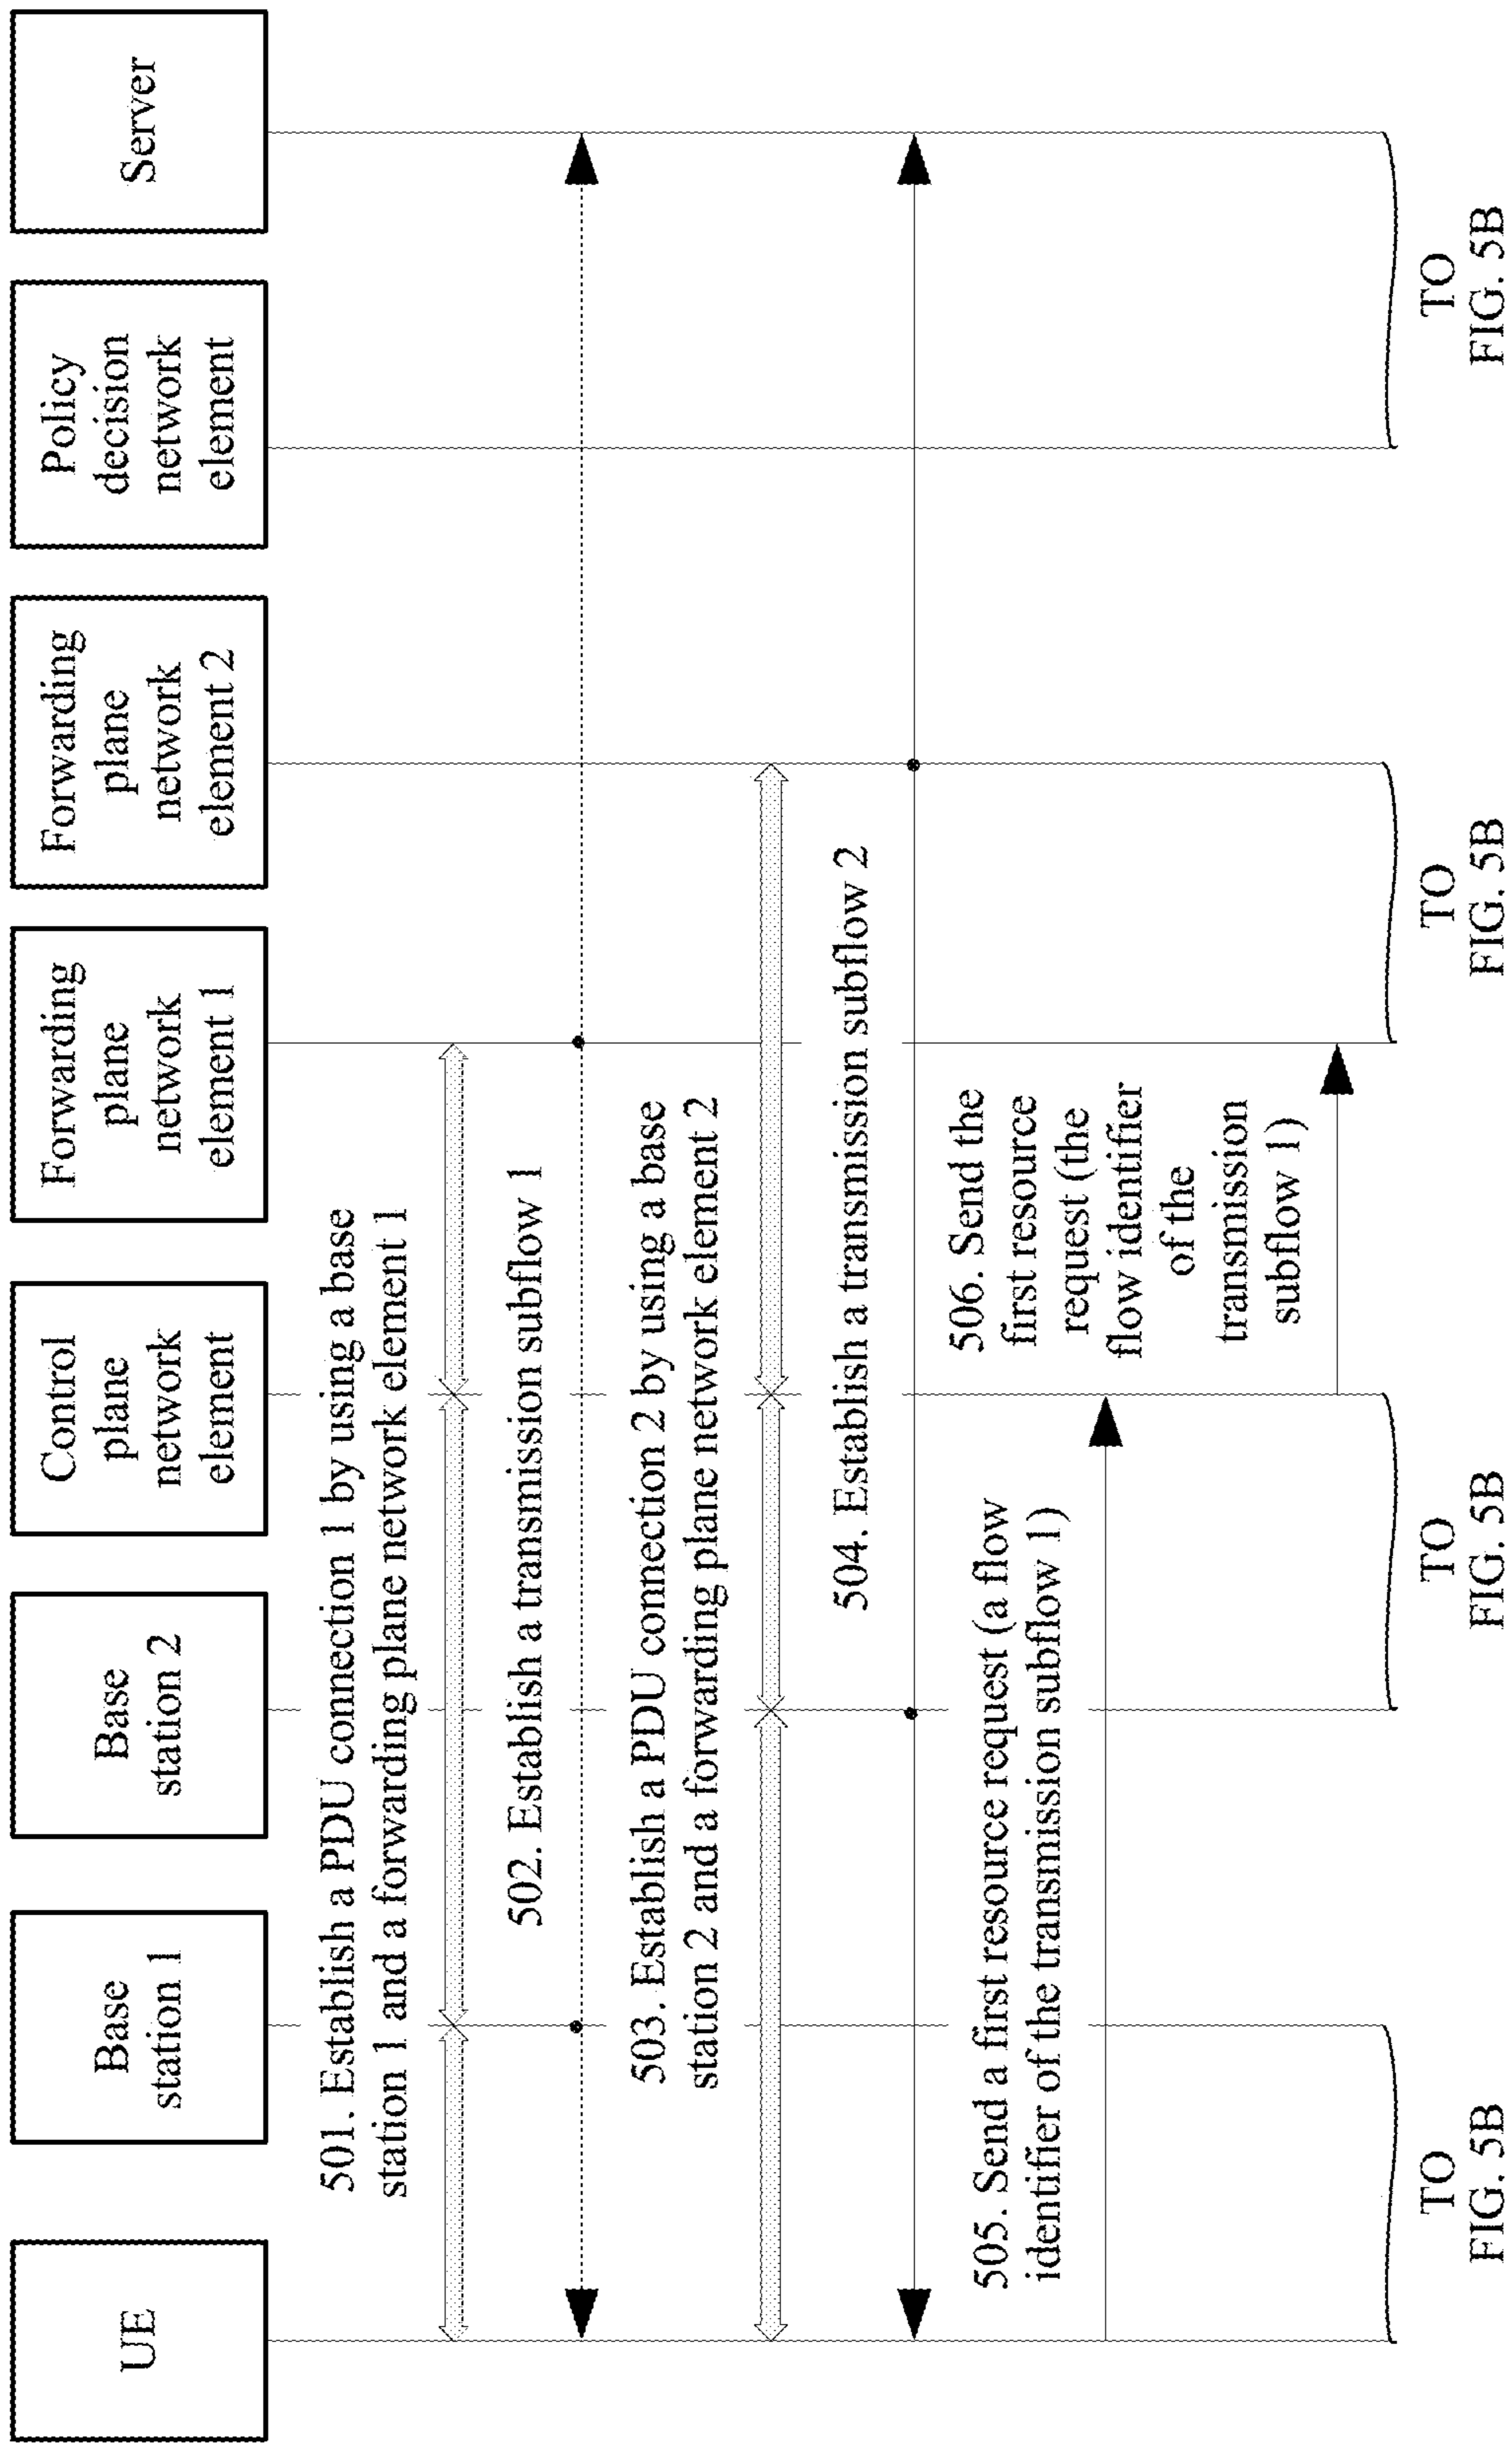 UE
Base
station 1
Base
station 2
Control
plane
network
element
Forwarding
plane
network
element 1
Forwarding
plane
network
element 2
Policy
decision
network
element
Server
501. Establish a PDU connection 1 by using a base
station 1 and a forwarding plane network element 1
502. Establish a transmission subflow 1
503. Establish a PDU connection 2 by using a base
station 2 and a forwarding plane network element 2
504. Establish a transmission subflow 2
505. Send a first resource request (a flow
identifier of the transmission subflow 1)
506. Send the
first resource
request (the
flow identifier
of the
transmission
subflow 1)
TO
FIG. 5B
TO
FIG. 5B
TO
FIG. 5B
TO
FIG. 5B